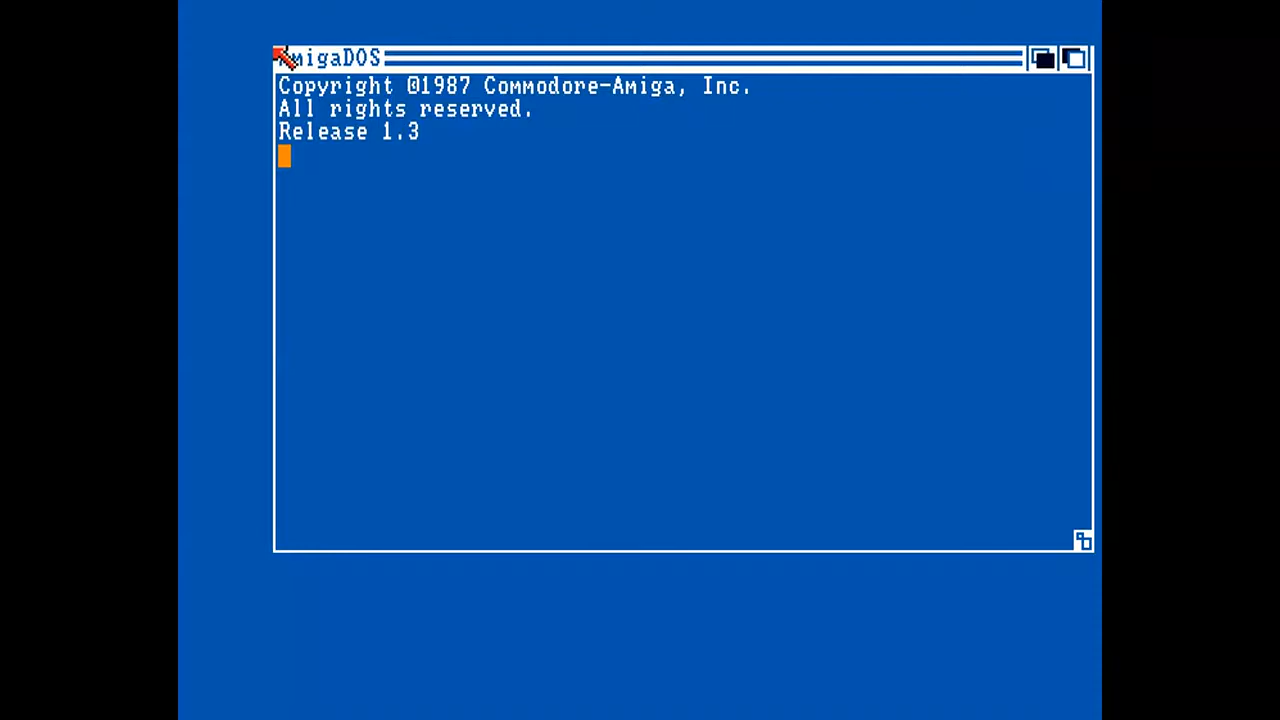 AmigaDOS
Copyright ©1987 Commodore-Amiga, Inc.
All rights reserved.
Release 1.3